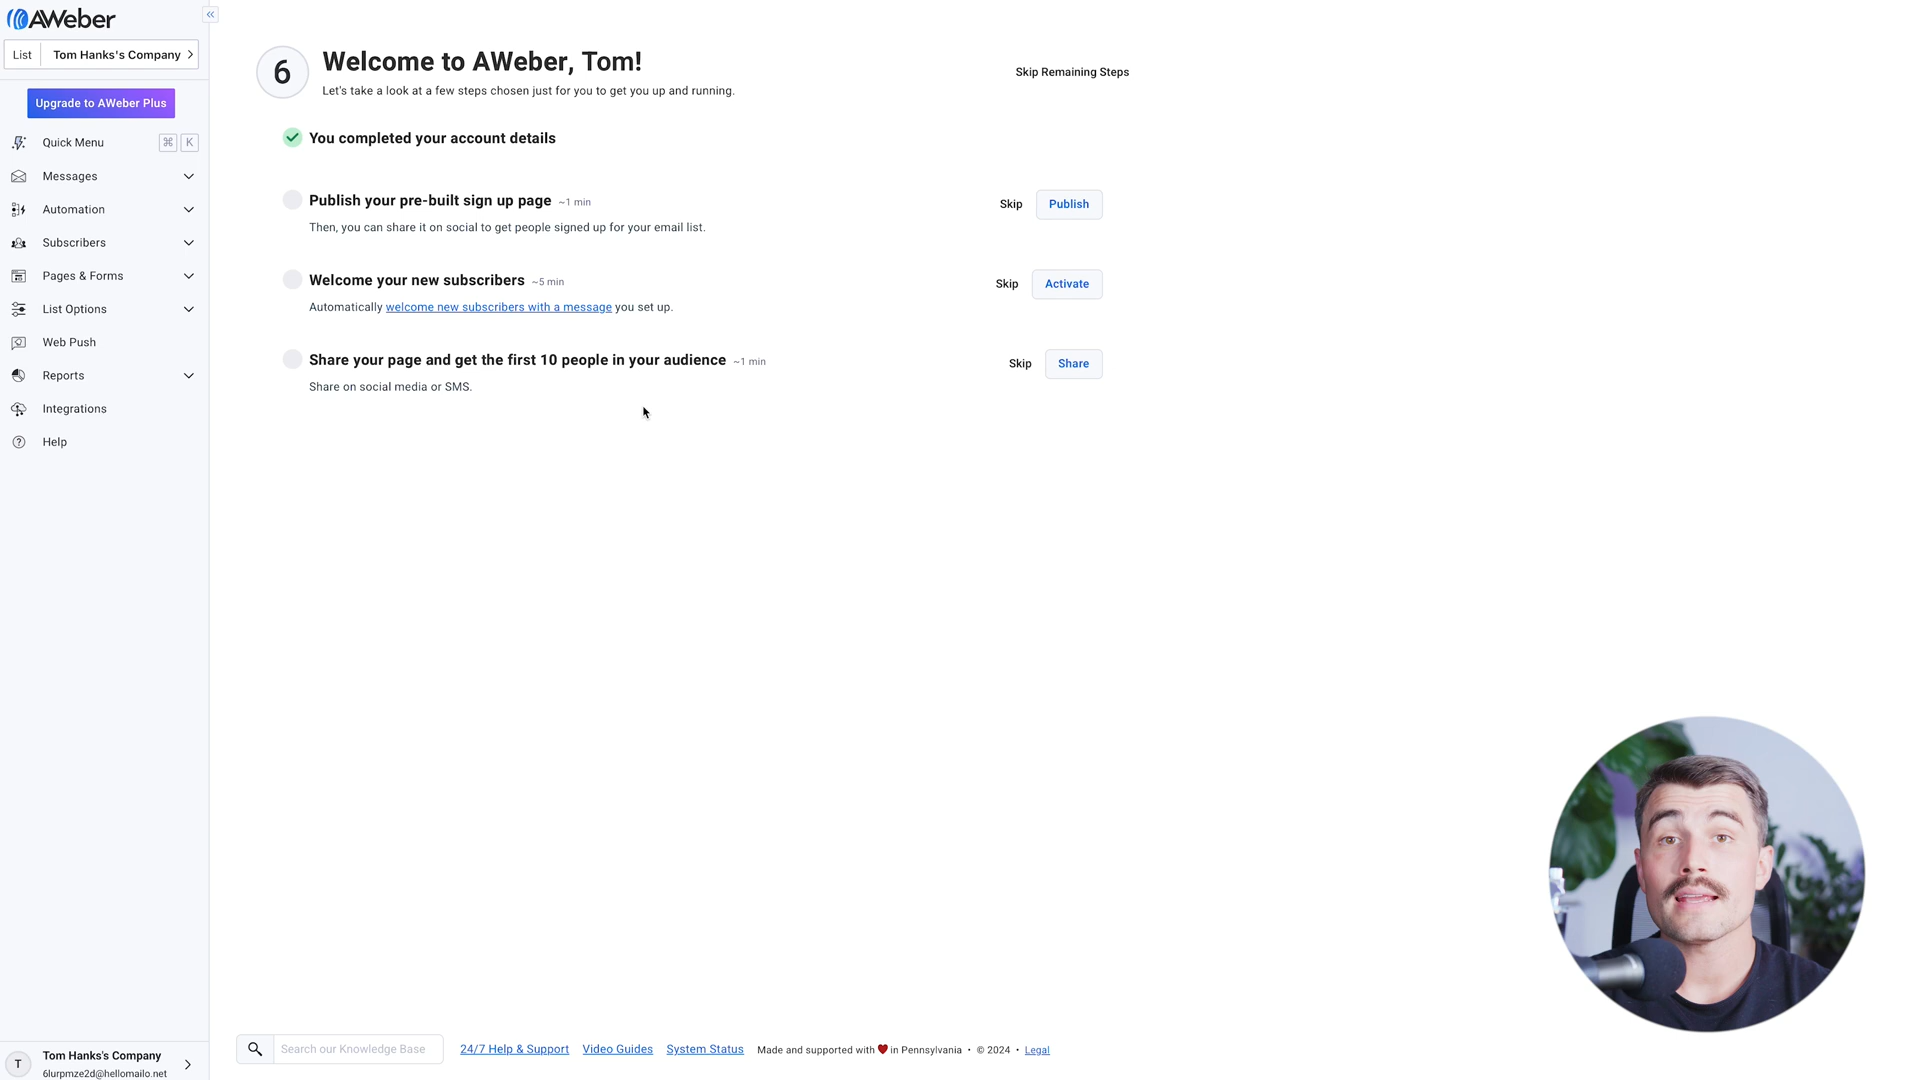 AWeber
List Tom Hanks's Company
Upgrade to AWeber Plus
Quick Menu ⌘ K
Messages
Automation
Subscribers
Pages & Forms
List Options
Web Push
Reports
Integrations
Help
Tom Hanks's Company
T
6lurpmze2d@hellomailo.net
6
Welcome to AWeber, Tom!
Let's take a look at a few steps chosen just for you to get you up and running.
Skip Remaining Steps
You completed your account details
Publish your pre-built sign up page ~1 min
Then, you can share it on social to get people signed up for your email list.
Skip Publish
Welcome your new subscribers ~5 min
Automatically welcome new subscribers with a message you set up.
Skip Activate
Share your page and get the first 10 people in your audience ~1 min
Share on social media or SMS.
Skip Share
Search our Knowledge Base 24/7 Help & Support Video Guides System Status Made and supported with ❤ in Pennsylvania • © 2024 • Legal